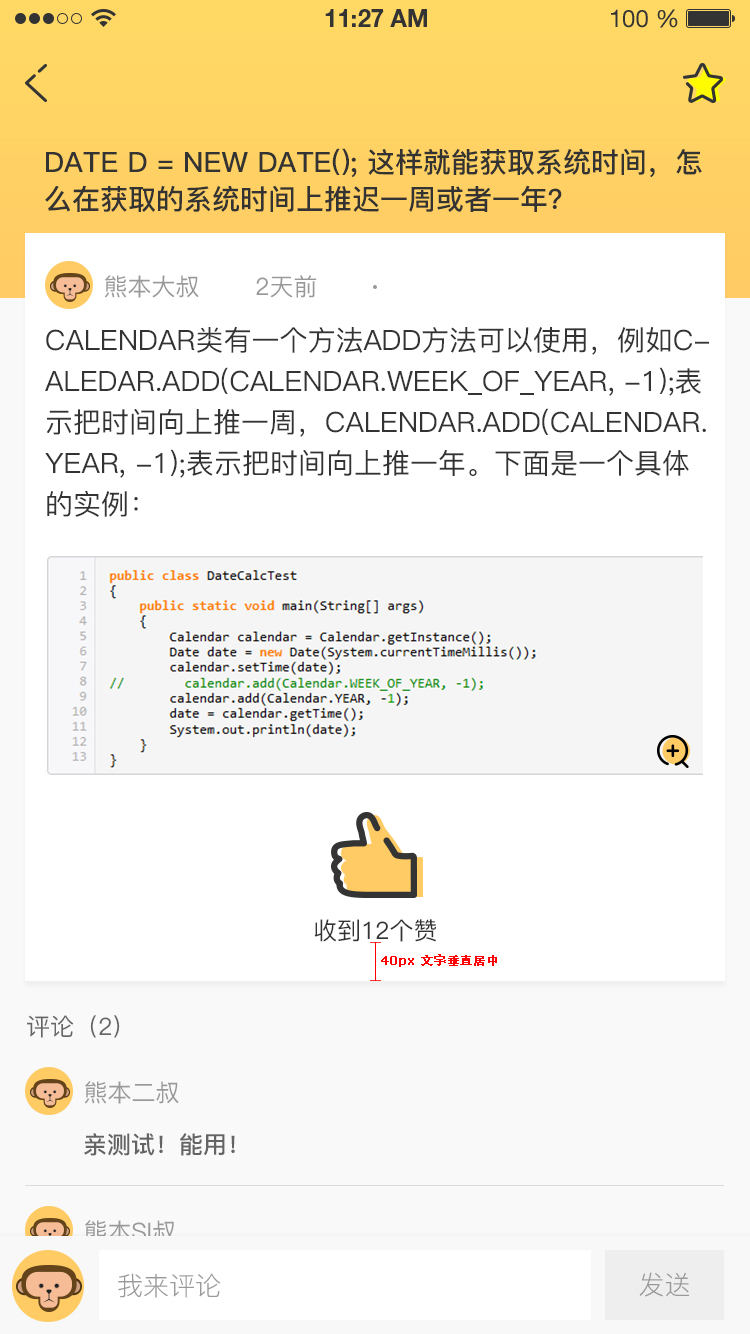 11:27 AM 100 %
DATE D = NEW DATE(); 这样就能获取系统时间，怎
么在获取的系统时间上推迟一周或者一年?
熊本大叔 2天前 ·
CALENDAR类有一个方法ADD方法可以使用，例如C-
ALEDAR.ADD(CALENDAR.WEEK_OF_YEAR, -1);表
示把时间向上推一周，CALENDAR.ADD(CALENDAR.
YEAR, -1);表示把时间向上推一年。下面是一个具体
的实例：
1 public class DateCalcTest
2 {
3 public static void main(String[] args)
4 {
5 Calendar calendar = Calendar.getInstance();
6 Date date = new Date(System.currentTimeMillis());
7 calendar.setTime(date);
8 // calendar.add(Calendar.WEEK_OF_YEAR, -1);
9 calendar.add(Calendar.YEAR, -1);
10 date = calendar.getTime();
11 System.out.println(date);
12 }
13 }
收到12个赞
40px 文字垂直居中
评论（2）
熊本二叔
亲测试！能用！
熊本SI叔
我来评论 发送